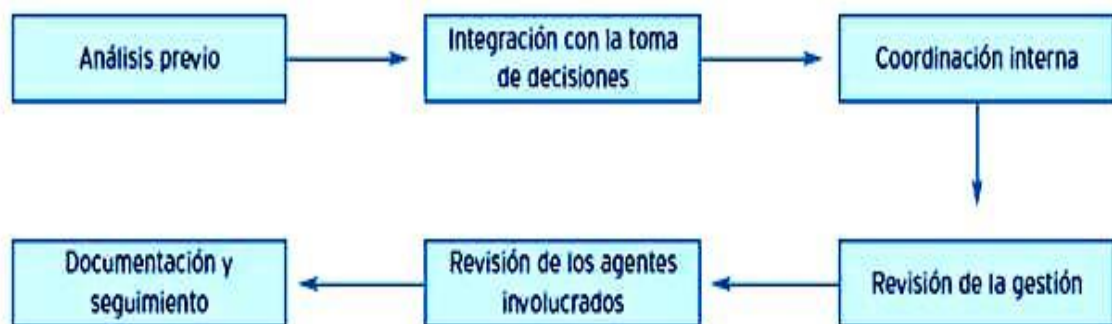 Análisis previo
Integración con la toma
de decisiones
Coordinación interna
Documentación y
seguimiento
Revisión de los agentes
involucrados
Revisión de la gestión